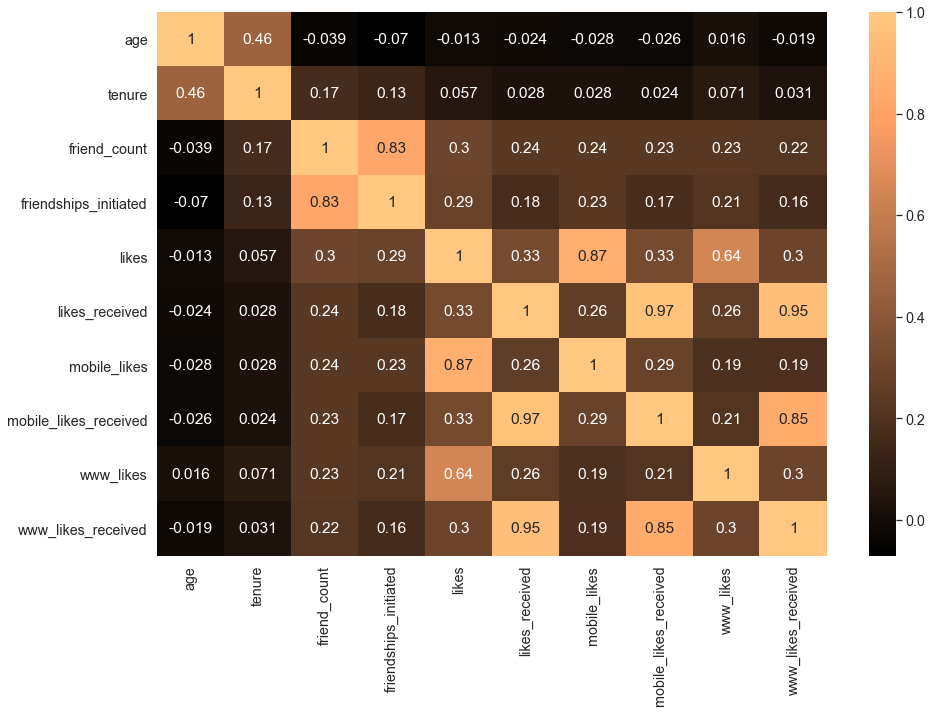 age 1 0.46 -0.039 -0.07 -0.013 -0.024 -0.028 -0.026 0.016 -0.019
tenure 0.46 1 0.17 0.13 0.057 0.028 0.028 0.024 0.071 0.031
friend_count -0.039 0.17 1 0.83 0.3 0.24 0.24 0.23 0.23 0.22
friendships_initiated -0.07 0.13 0.83 1 0.29 0.18 0.23 0.17 0.21 0.16
likes -0.013 0.057 0.3 0.29 1 0.33 0.87 0.33 0.64 0.3
likes_received -0.024 0.028 0.24 0.18 0.33 1 0.26 0.97 0.26 0.95
mobile_likes -0.028 0.028 0.24 0.23 0.87 0.26 1 0.29 0.19 0.19
mobile_likes_received -0.026 0.024 0.23 0.17 0.33 0.97 0.29 1 0.21 0.85
www_likes 0.016 0.071 0.23 0.21 0.64 0.26 0.19 0.21 1 0.3
www_likes_received -0.019 0.031 0.22 0.16 0.3 0.95 0.19 0.85 0.3 1
age
tenure
friend_count
friendships_initiated
likes
likes_received
mobile_likes
mobile_likes_received
www_likes
www_likes_received
1.0
0.8
0.6
0.4
0.2
0.0